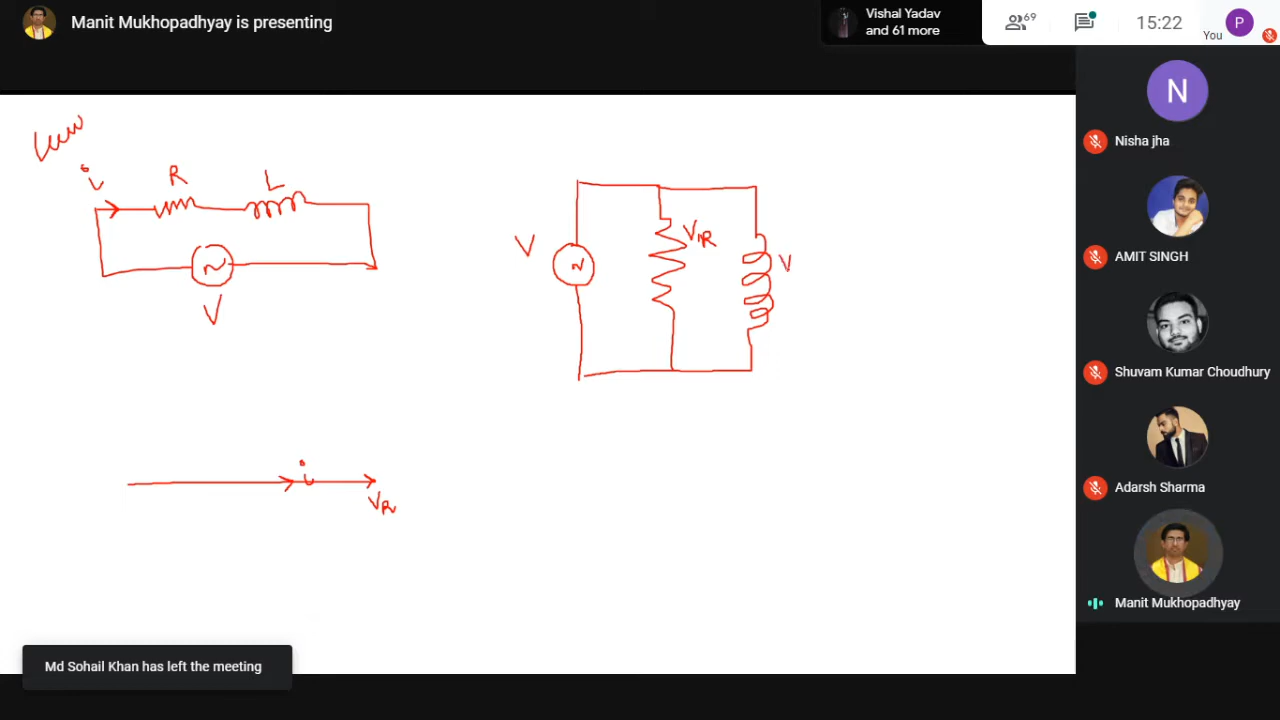 Manit Mukhopadhyay is presenting
Vishal Yadav
and 61 more
69
15:22
You
P
N
Nisha jha
AMIT SINGH
Shuvam Kumar Choudhury
Adarsh Sharma
Manit Mukhopadhyay
i
R
L
V
V
VR
V
i
VR
Md Sohail Khan has left the meeting